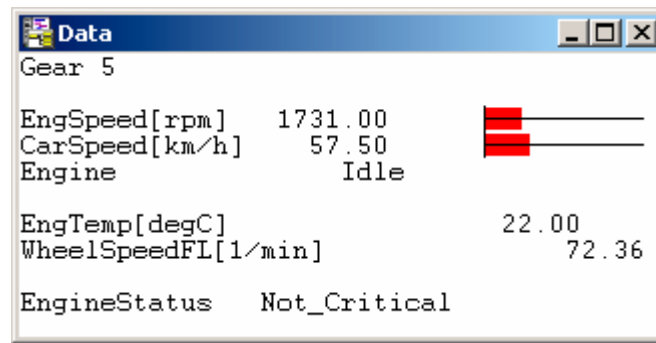 Data
Gear 5
EngSpeed[rpm] 1731.00
CarSpeed[km/h] 57.50
Engine Idle
EngTemp[degC] 22.00
WheelSpeedFL[1/min] 72.36
EngineStatus Not_Critical